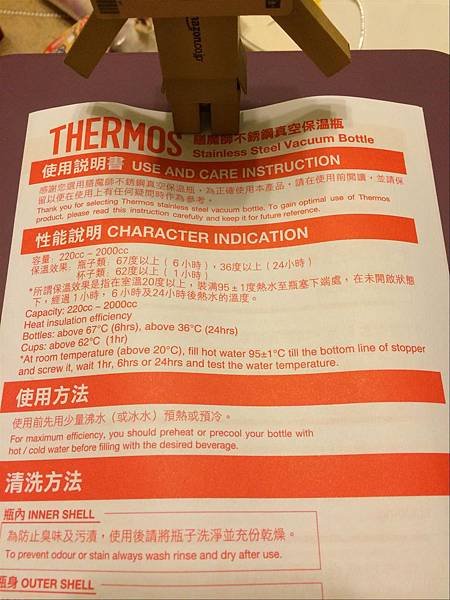 amazon.co.jp
THERMOS 膳魔師不銹鋼真空保溫瓶
Stainless Steel Vacuum Bottle
使用說明書 USE AND CARE INSTRUCTION
感謝您選用膳魔師不銹鋼真空保溫瓶，為正確使用本產品，請在使用前閱讀，並請保
留以便在使用上有任何疑問時作為參考。
Thank you for selecting Thermos stainless steel vacuum bottle. To gain optimal use of Thermos
product, please read this instruction carefully and keep it for future reference.
性能說明 CHARACTER INDICATION
容量：220cc ~ 2000cc
保溫效果：瓶子類：67度以上（6小時），36度以上（24小時）
杯子類：62度以上（1小時）
*所謂保溫效果是指在室溫20度以上，裝滿95±1度熱水至瓶塞下端處，在未開啟狀態
下，經過1小時，6小時及24小時後熱水的溫度。
Capacity: 220cc ~ 2000cc
Heat insulation efficiency
Bottles: above 67°C (6hrs), above 36°C (24hrs)
Cups: above 62°C (1hr)
*At room temperature (above 20°C), fill hot water 95±1°C till the bottom line of stopper
and screw it, wait 1hr, 6hrs or 24hrs and test the water temperature.
使用方法
使用前先用少量沸水（或冰水）預熱或預冷。
For maximum efficiency, you should preheat or precool your bottle with
hot / cold water before filling with the desired beverage.
清洗方法
瓶內 INNER SHELL
為防止臭味及污漬，使用後請將瓶子洗淨並充份乾燥。
To prevent odour or stain always wash rinse and dry after use.
瓶身 OUTER SHELL